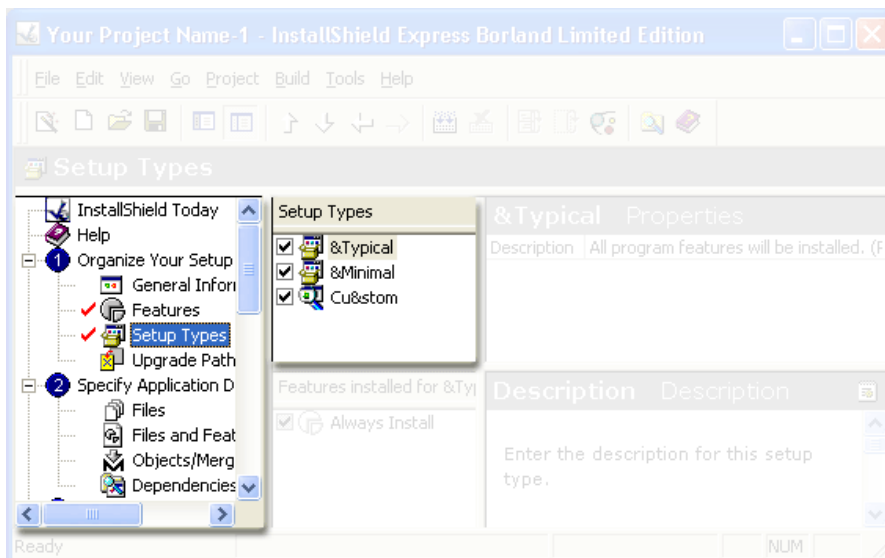 Your Project Name-1 - InstallShield Express Borland Limited Edition
File Edit View Go Project Build Tools Help
Setup Types
InstallShield Today
Help
1 Organize Your Setup
General Infor
Features
Setup Types
Upgrade Path
2 Specify Application D
Files
Files and Feat
Objects/Merg
Dependencies
Setup Types
&Typical
&Minimal
Cu&stom
&Typical Properties
Description All program features will be installed. (F
Features installed for &Ty
Always Install
Description Description
Enter the description for this setup
type.
Ready NUM